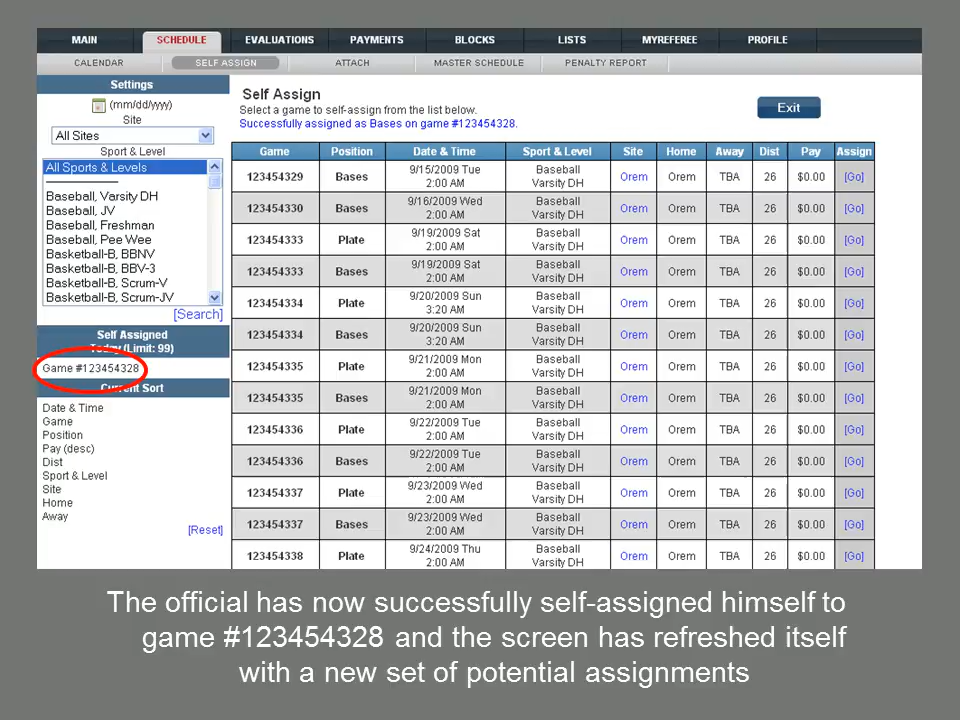 MAIN SCHEDULE EVALUATIONS PAYMENTS BLOCKS LISTS MYREFEREE PROFILE
CALENDAR SELF ASSIGN ATTACH MASTER SCHEDULE PENALTY REPORT
Settings
(mm/dd/yyyy)
Site
All Sites
Sport & Level
All Sports & Levels
Baseball, Varsity DH
Baseball, JV
Baseball, Freshman
Baseball, Pee Wee
Basketball-B, BBNV
Basketball-B, BBV-3
Basketball-B, Scrum-V
Basketball-B, Scrum-JV
[Search]
Self Assigned
Today (Limit: 99)
Game #123454328
Current Sort
Date & Time
Game
Position
Pay (desc)
Dist
Sport & Level
Site
Home
Away
[Reset]
Self Assign
Select a game to self-assign from the list below.
Successfully assigned as Bases on game #123454328.
Exit
Game Position Date & Time Sport & Level Site Home Away Dist Pay Assign
123454329 Bases 9/15/2009 Tue 2:00 AM Baseball Varsity DH Orem Orem TBA 26 $0.00 [Go]
123454330 Bases 9/16/2009 Wed 2:00 AM Baseball Varsity DH Orem Orem TBA 26 $0.00 [Go]
123454333 Plate 9/19/2009 Sat 2:00 AM Baseball Varsity DH Orem Orem TBA 26 $0.00 [Go]
123454333 Bases 9/19/2009 Sat 2:00 AM Baseball Varsity DH Orem Orem TBA 26 $0.00 [Go]
123454334 Plate 9/20/2009 Sun 3:20 AM Baseball Varsity DH Orem Orem TBA 26 $0.00 [Go]
123454334 Bases 9/20/2009 Sun 3:20 AM Baseball Varsity DH Orem Orem TBA 26 $0.00 [Go]
123454335 Plate 9/21/2009 Mon 2:00 AM Baseball Varsity DH Orem Orem TBA 26 $0.00 [Go]
123454335 Bases 9/21/2009 Mon 2:00 AM Baseball Varsity DH Orem Orem TBA 26 $0.00 [Go]
123454336 Plate 9/22/2009 Tue 2:00 AM Baseball Varsity DH Orem Orem TBA 26 $0.00 [Go]
123454336 Bases 9/22/2009 Tue 2:00 AM Baseball Varsity DH Orem Orem TBA 26 $0.00 [Go]
123454337 Plate 9/23/2009 Wed 2:00 AM Baseball Varsity DH Orem Orem TBA 26 $0.00 [Go]
123454337 Bases 9/23/2009 Wed 2:00 AM Baseball Varsity DH Orem Orem TBA 26 $0.00 [Go]
123454338 Plate 9/24/2009 Thu 2:00 AM Baseball Varsity DH Orem Orem TBA 26 $0.00 [Go]
The official has now successfully self-assigned himself to
game #123454328 and the screen has refreshed itself
with a new set of potential assignments